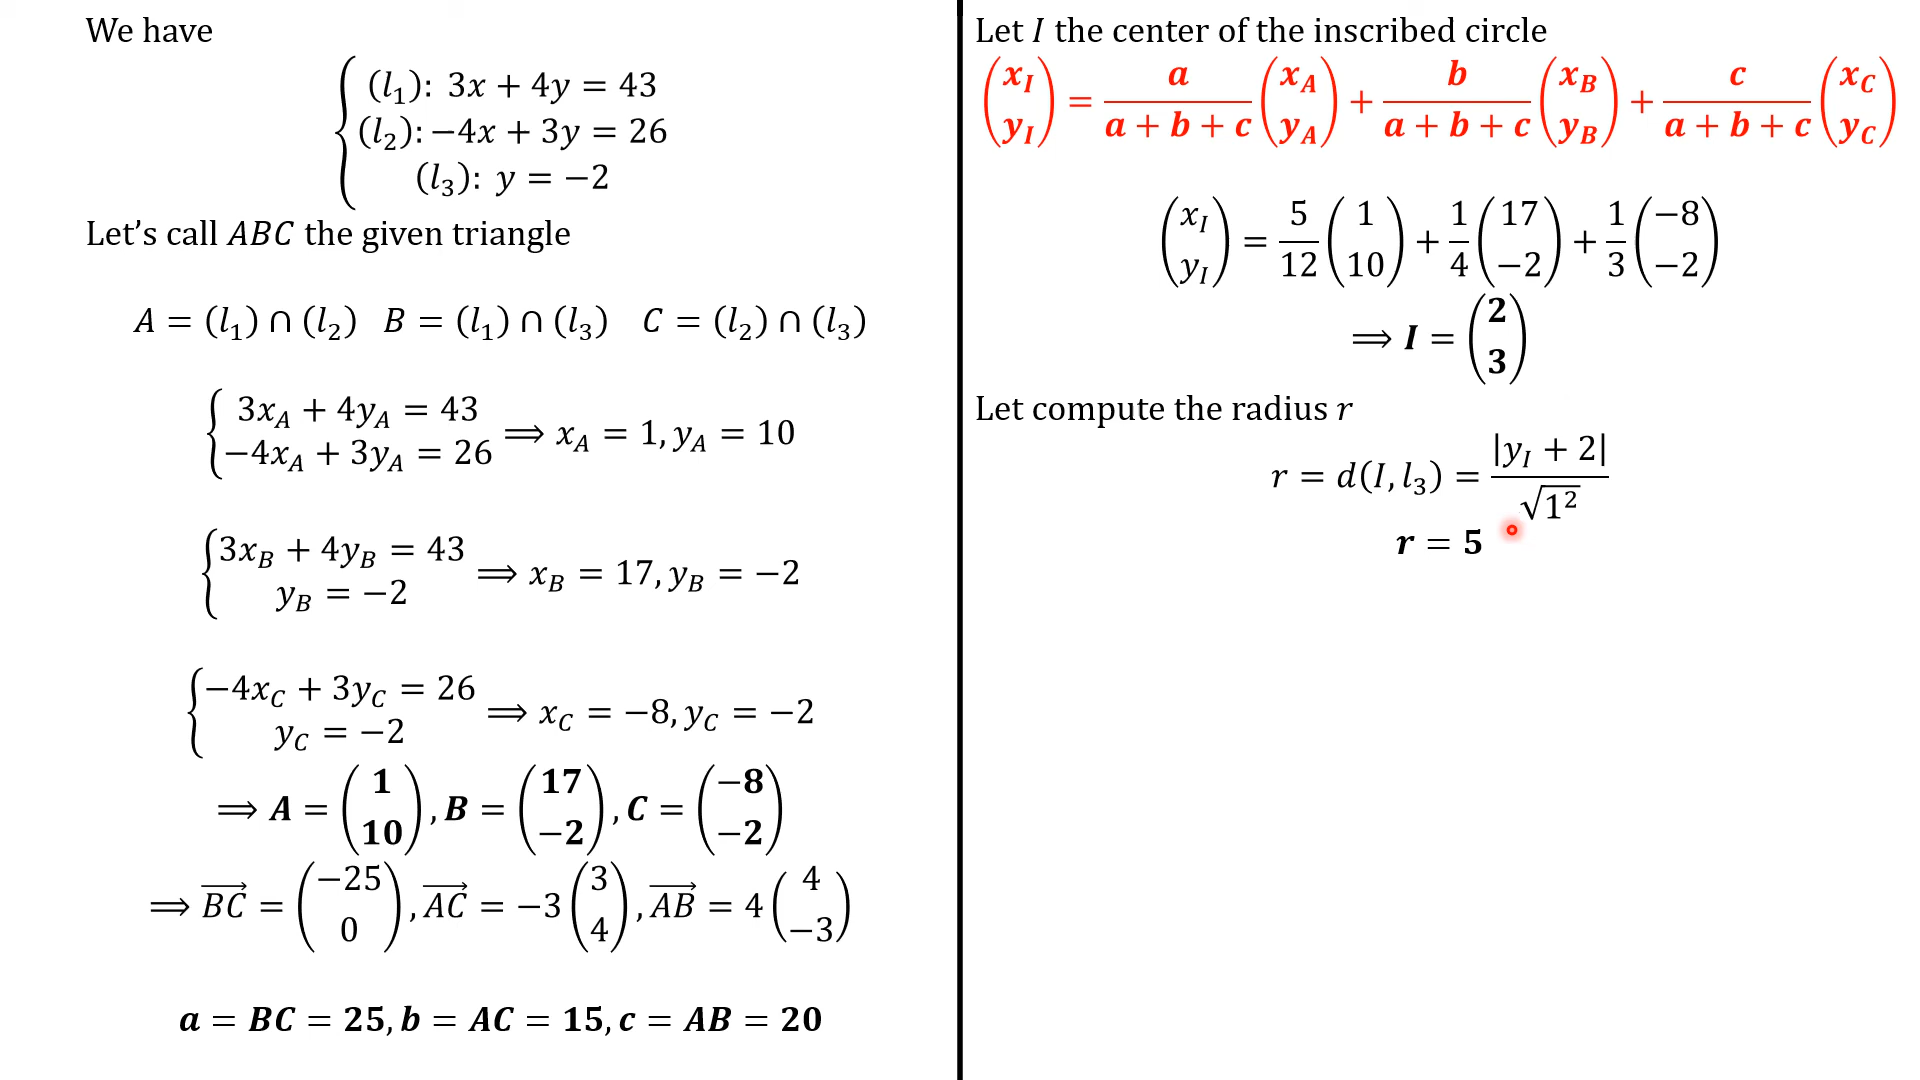 We have
(l₁): 3x + 4y = 43
(l₂): −4x + 3y = 26
(l₃): y = −2
Let’s call ABC the given triangle
A = (l₁) ∩ (l₂)  B = (l₁) ∩ (l₃)  C = (l₂) ∩ (l₃)
{3x_A + 4y_A = 43, −4x_A + 3y_A = 26 ⟹ x_A = 1, y_A = 10
{3x_B + 4y_B = 43, y_B = −2 ⟹ x_B = 17, y_B = −2
{−4x_C + 3y_C = 26, y_C = −2 ⟹ x_C = −8, y_C = −2
⟹ A = (1 10), B = (17 −2), C = (−8 −2)
⟹ BC→ = (−25 0), AC→ = −3 (3 4), AB→ = 4 (4 −3)
a = BC = 25, b = AC = 15, c = AB = 20
Let I the center of the inscribed circle
(x_I y_I) = a/(a + b + c) (x_A y_A) + b/(a + b + c) (x_B y_B) + c/(a + b + c) (x_C y_C)
(x_I y_I) = 5/12 (1 10) + 1/4 (17 −2) + 1/3 (−8 −2)
⟹ I = (2 3)
Let compute the radius r
r = d(I, l₃) = |y_I + 2|/√1²
r = 5